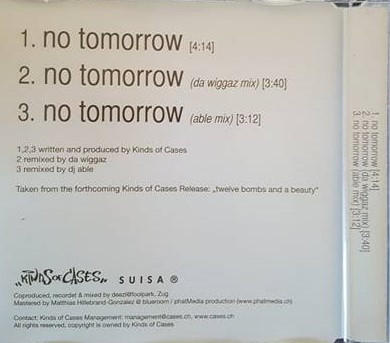 1. no tomorrow [4:14]
2. no tomorrow (da wiggaz mix) [3:40]
3. no tomorrow (able mix) [3:12]
1,2,3 written and produced by Kinds of Cases
2 remixed by da wiggaz
3 remixed by dj able
Taken from the forthcoming Kinds of Cases Release: „twelve bombs and a beauty“
„KINDS OF CASES„ SUISA ®
Coproduced, recordet & mixed by deezl@foolpark, Zug
Mastered by Matthias Hillebrand-Gonzalez @ blueroom / phatMedia production (www.phatmedia.ch)
Contact: Kinds of Cases Management: management@cases.ch, www.cases.ch
All rights reserved, copyright is owned by Kinds of Cases
1. no tomorrow [4:14]
2. no tomorrow (da wiggaz mix) [3:40]
3. no tomorrow (able mix) [3:12]